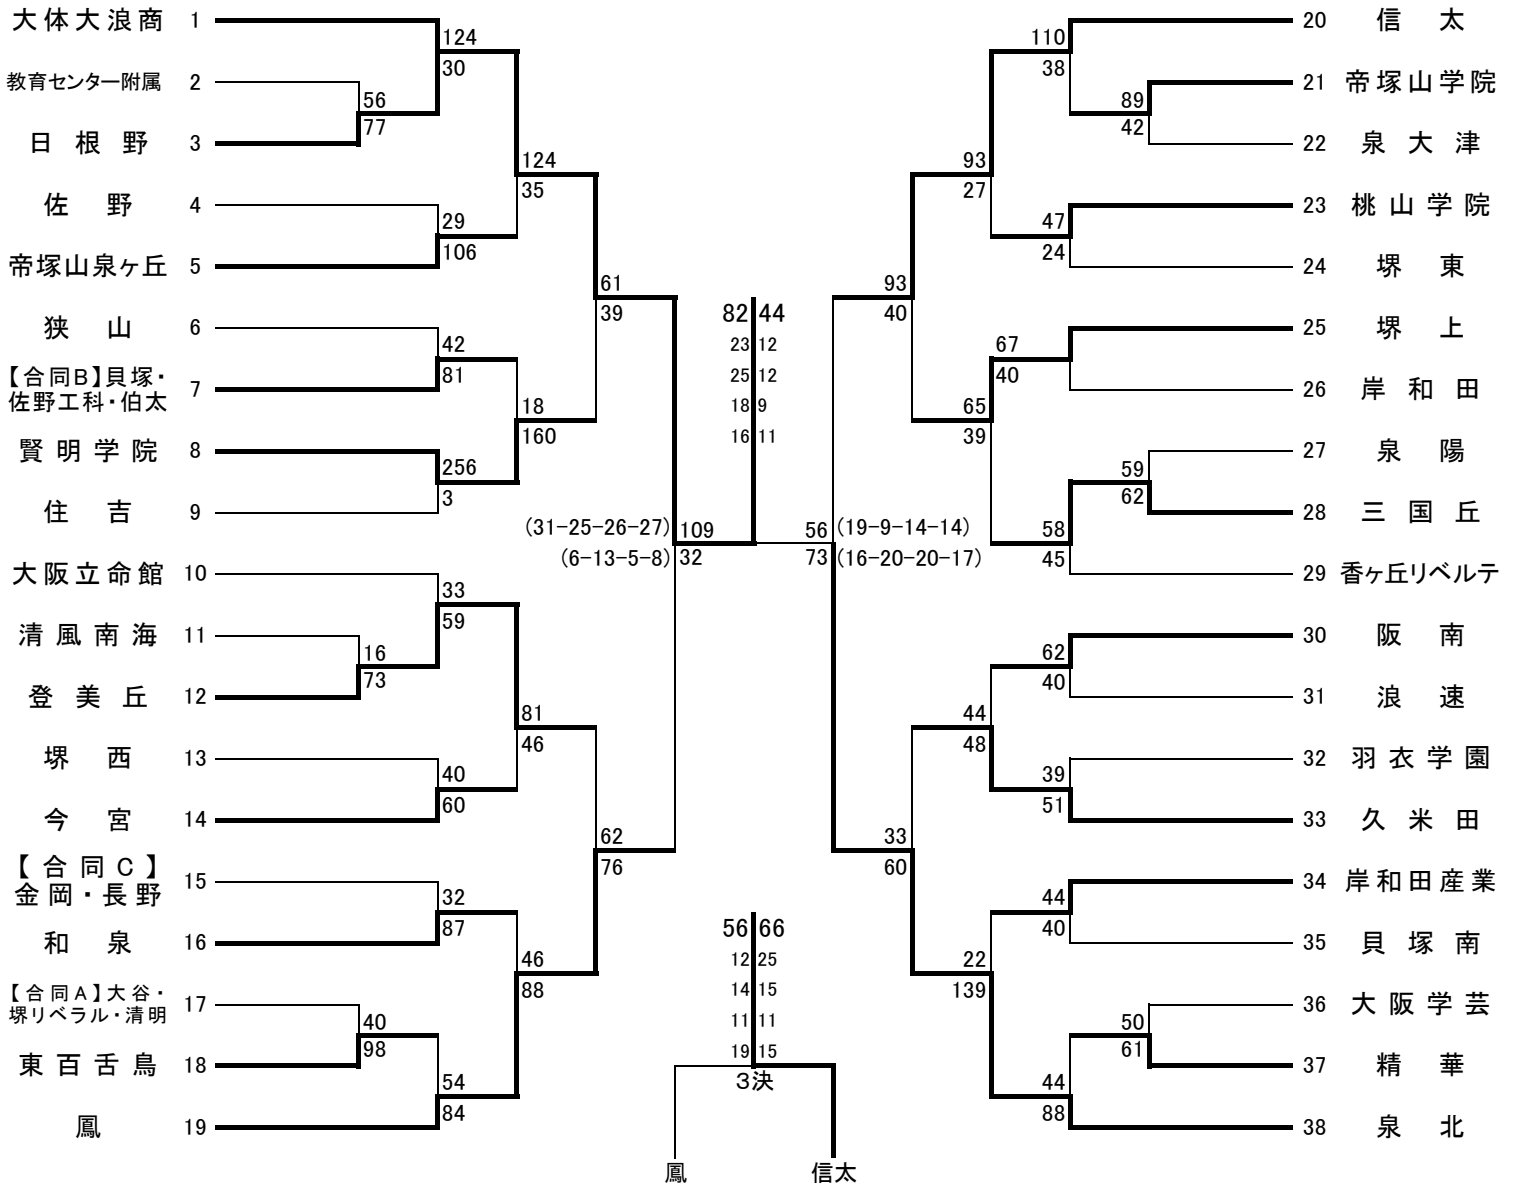 大体大浪商 1
124
30
教育センター附属 2
56
77
日根野 3
124
35
佐野 4
29
106
帝塚山泉ヶ丘 5
61
39
狭山 6
42
81
【合同B】貝塚・
佐野工科・伯太 7
18
160
賢明学院 8
256
3
住吉 9
(31-25-26-27) 109
(6-13-5-8) 32
大阪立命館 10
33
59
清風南海 11
16
73
登美丘 12
81
46
堺西 13
40
60
今宮 14
62
76
【合同C】
金岡・長野 15
32
87
和泉 16
46
88
【合同A】大谷・
堺リベラル・清明 17
40
98
東百舌鳥 18
54
84
鳳 19
82 44
23 12
25 12
18 9
16 11
56 66
12 25
14 15
11 11
19 15
3決
鳳 信太
20 信太
110
38
21 帝塚山学院
89
42
22 泉大津
93
27
23 桃山学院
47
24
24 堺東
93
40
25 堺上
67
40
26 岸和田
65
39
27 泉陽
59
62
28 三国丘
58
45
29 香ヶ丘リベルテ
56 (19-9-14-14)
73 (16-20-20-17)
30 阪南
62
40
31 浪速
44
48
32 羽衣学園
39
51
33 久米田
33
60
34 岸和田産業
44
40
35 貝塚南
22
139
36 大阪学芸
50
61
37 精華
44
88
38 泉北